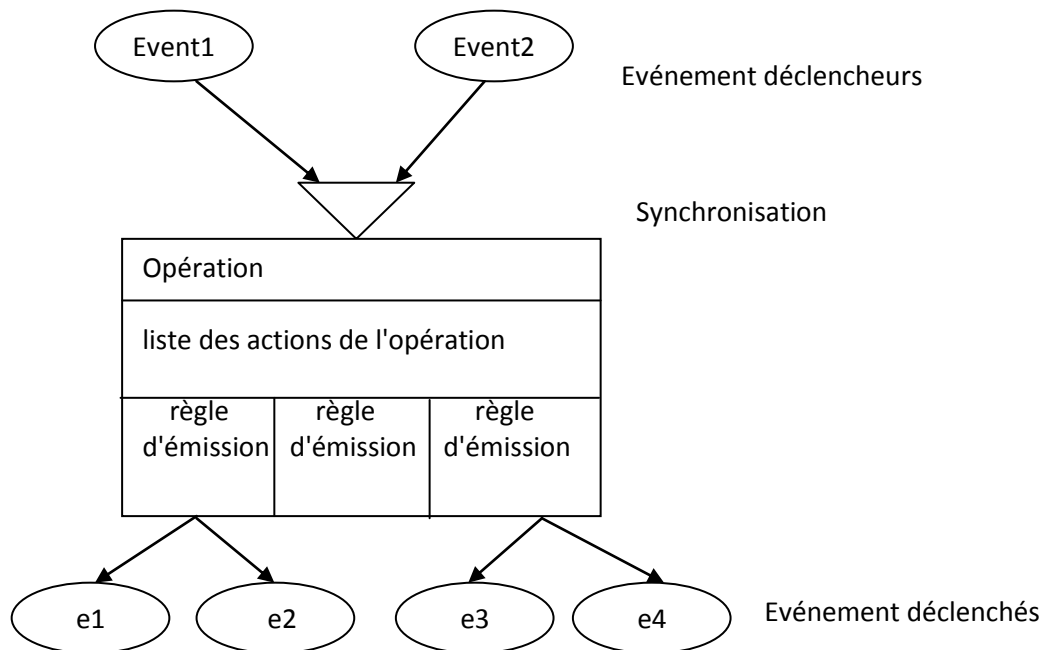 Event1
Event2
Evénement déclencheurs
Synchronisation
Opération
liste des actions de l'opération
règle
d'émission
règle
d'émission
règle
d'émission
e1
e2
e3
e4
Evénement déclenchés